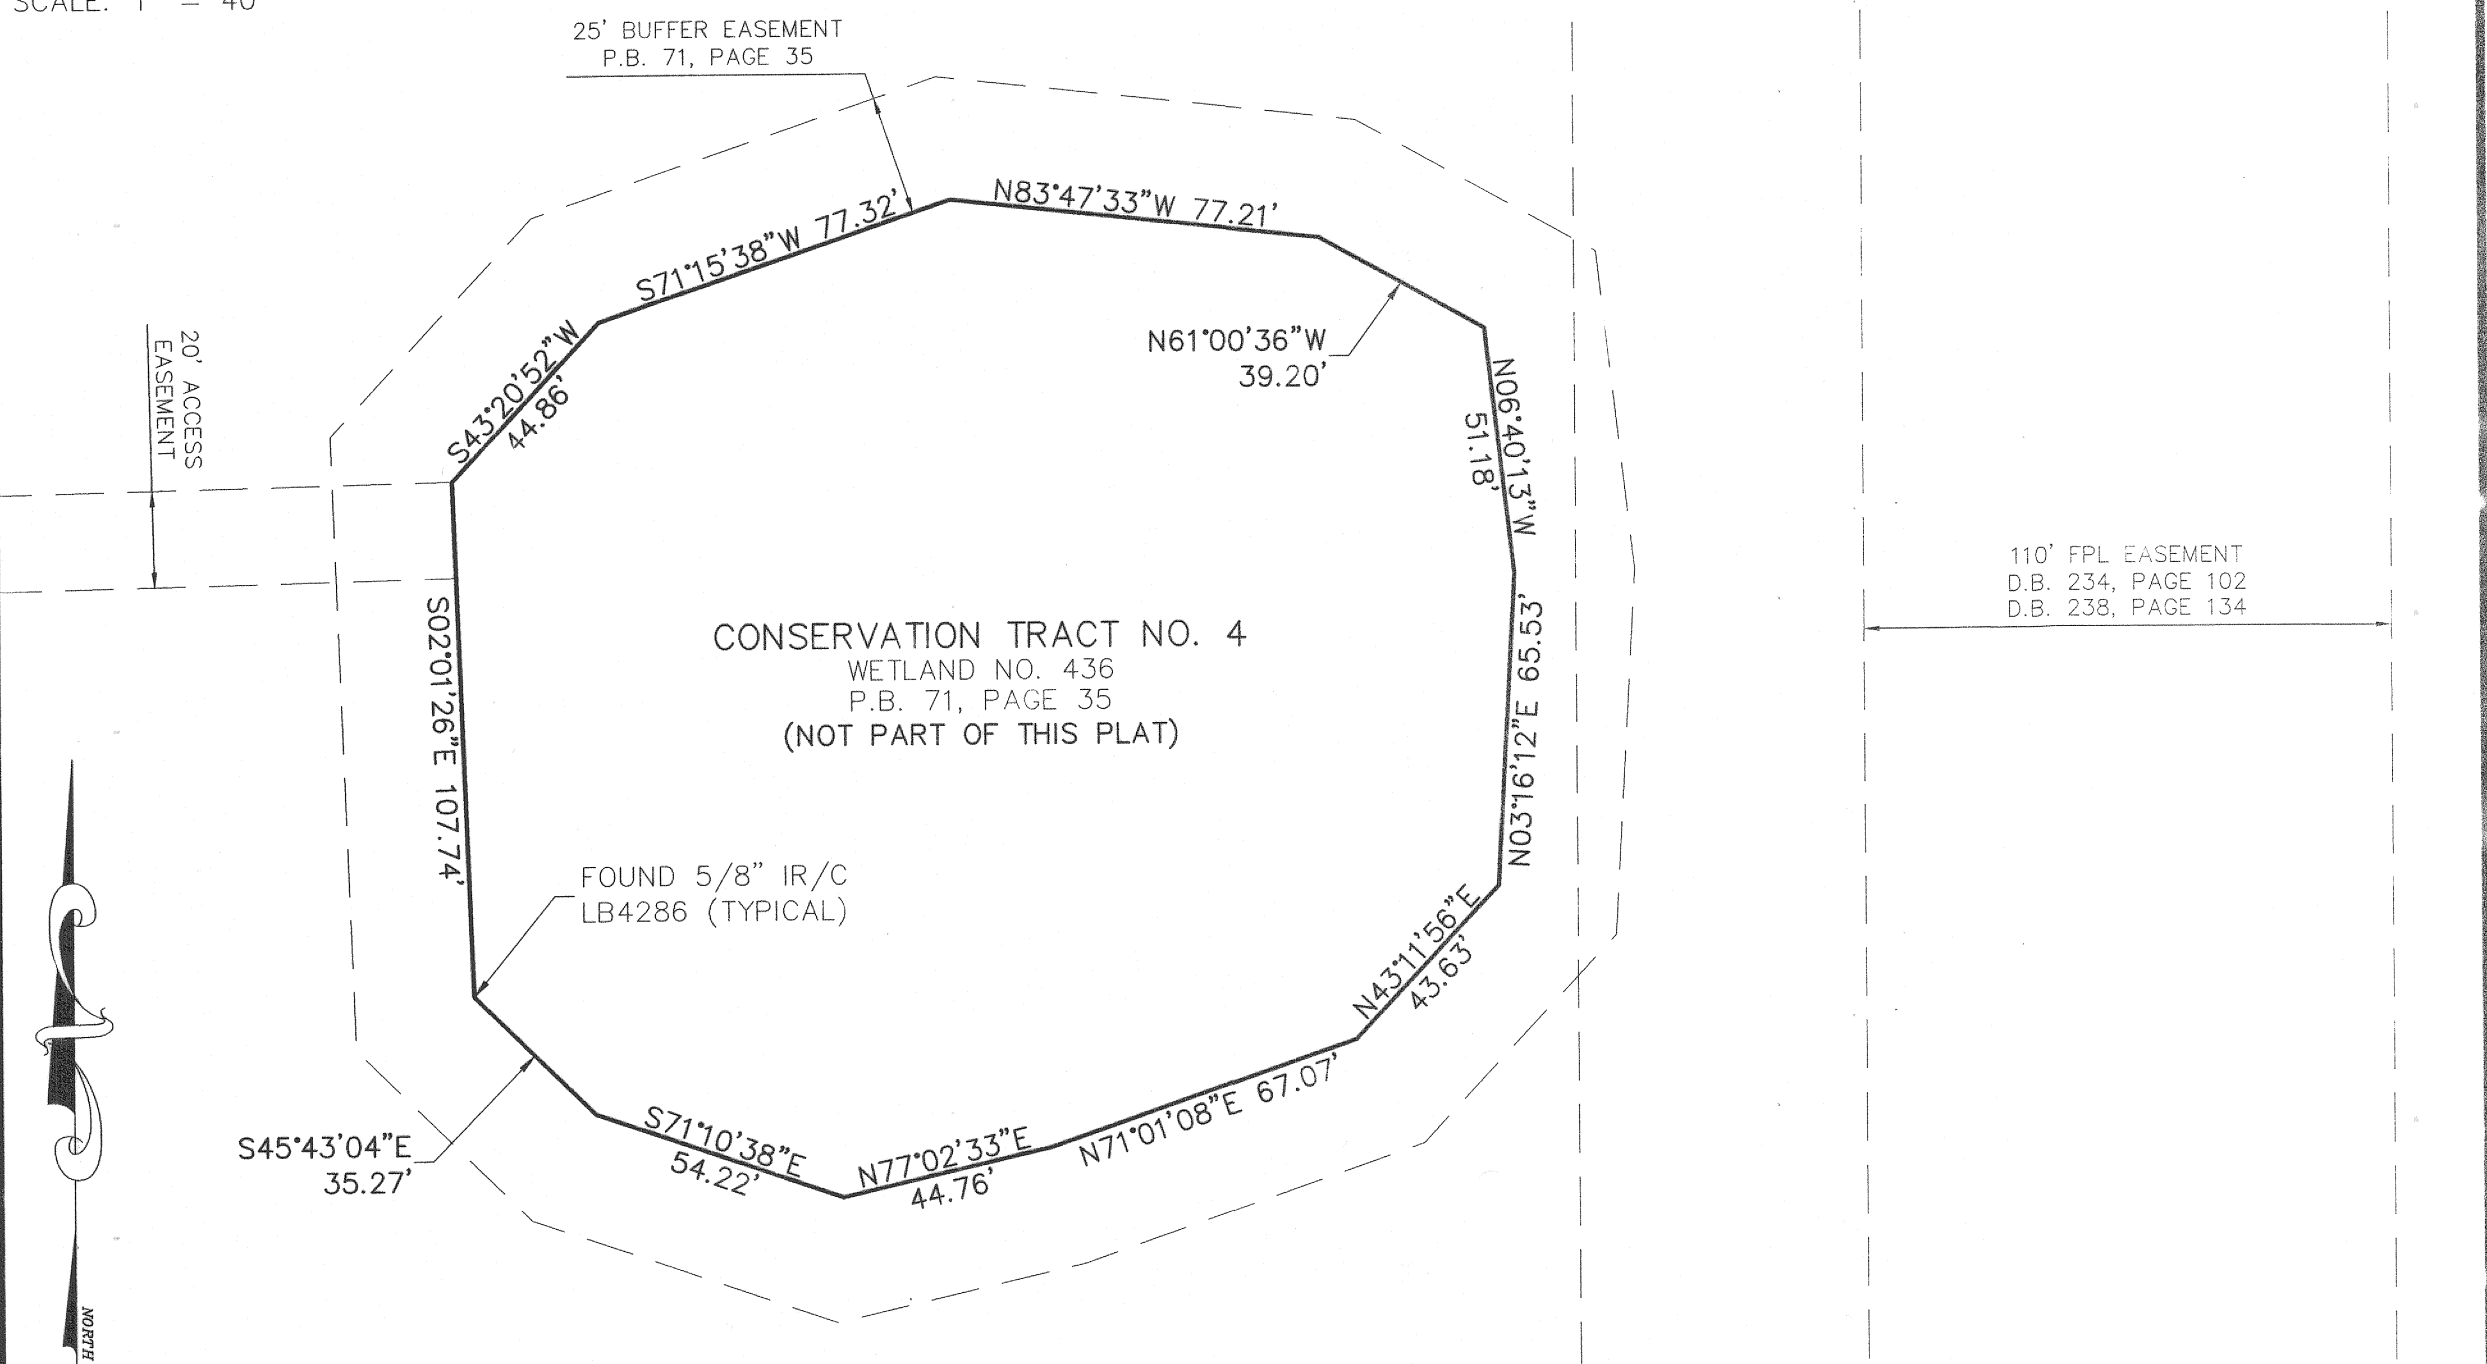 SCALE: 1" = 40'
25' BUFFER EASEMENT
P.B. 71, PAGE 35
N83°47'33"W 77.21'
S71°15'38"W 77.32'
N61°00'36"W
39.20'
S43°20'52"W
44.86'
N06°40'13"W
51.18'
20' ACCESS
EASEMENT
110' FPL EASEMENT
D.B. 234, PAGE 102
D.B. 238, PAGE 134
CONSERVATION TRACT NO. 4
WETLAND NO. 436
P.B. 71, PAGE 35
(NOT PART OF THIS PLAT)
S02°01'26"E 107.74'
N03°16'12"E 65.53'
FOUND 5/8" IR/C
LB4286 (TYPICAL)
N43°11'56"E
43.63'
S45°43'04"E
35.27'
S71°10'38"E
54.22'
N77°02'33"E
44.76'
N71°01'08"E 67.07'
NORTH